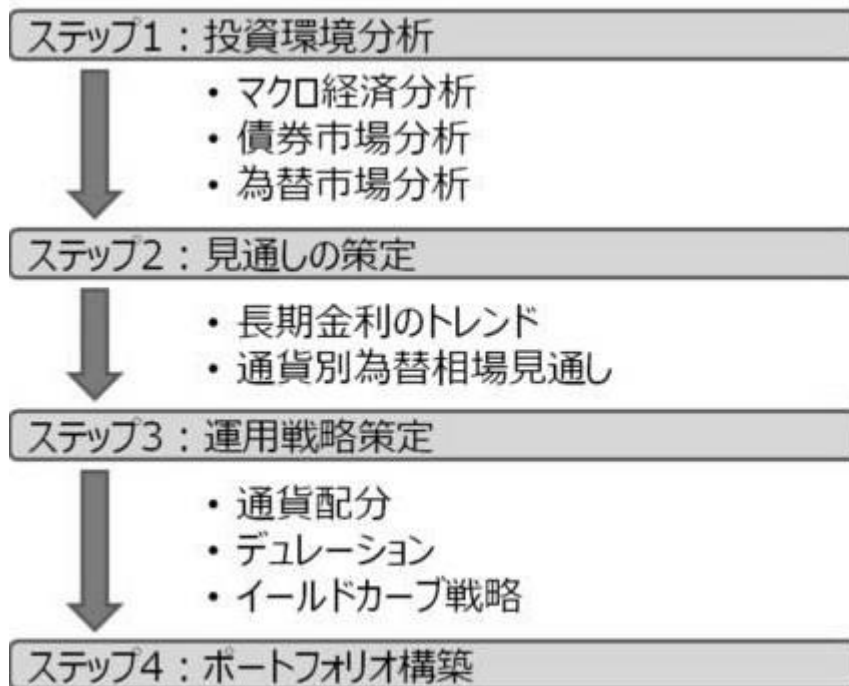 ステップ1：投資環境分析
・マクロ経済分析
・債券市場分析
・為替市場分析
ステップ2：見通しの策定
・長期金利のトレンド
・通貨別為替相場見通し
ステップ3：運用戦略策定
・通貨配分
・デュレーション
・イールドカーブ戦略
ステップ4：ポートフォリオ構築